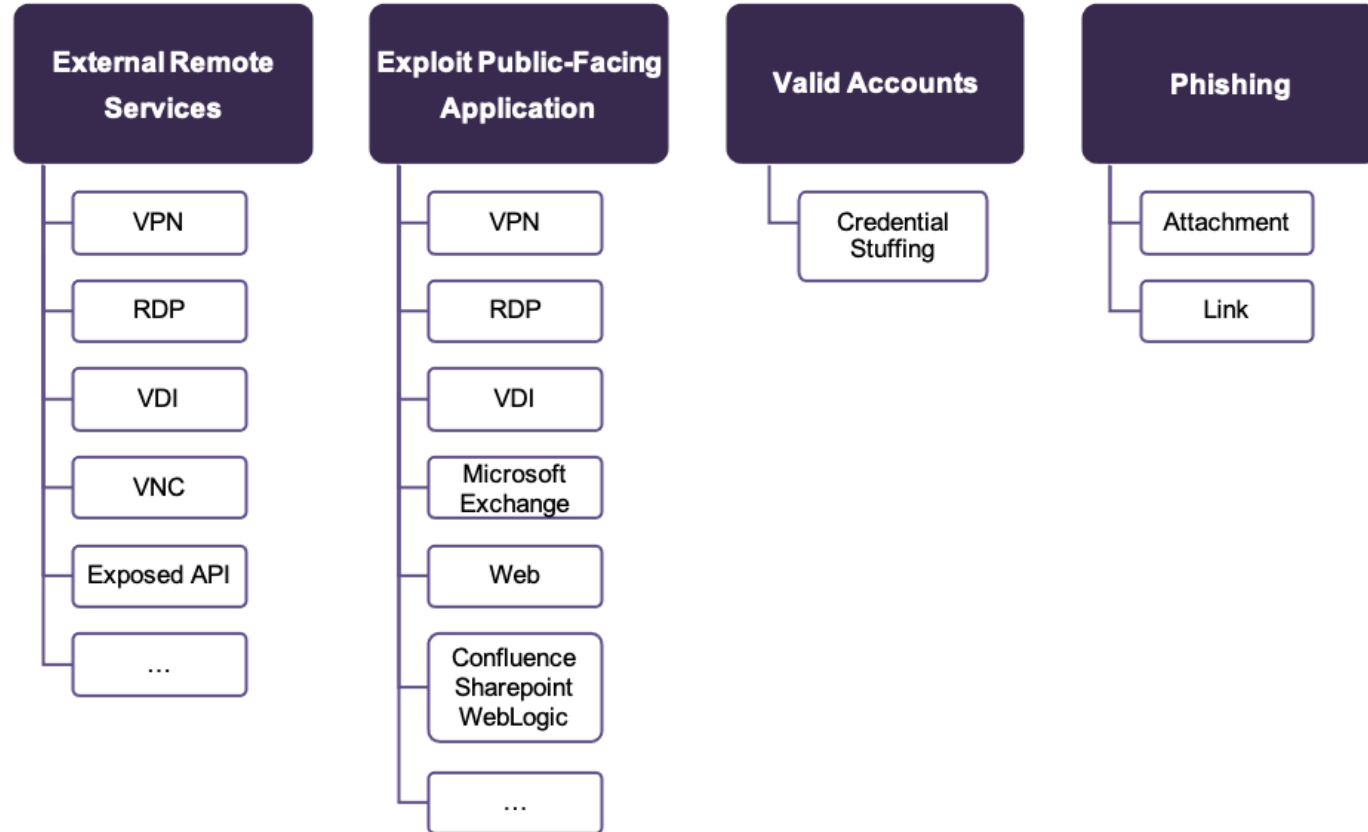 External Remote
Services
VPN
RDP
VDI
VNC
Exposed API
...
Exploit Public-Facing
Application
VPN
RDP
VDI
Microsoft
Exchange
Web
Confluence
Sharepoint
WebLogic
...
Valid Accounts
Credential
Stuffing
Phishing
Attachment
Link